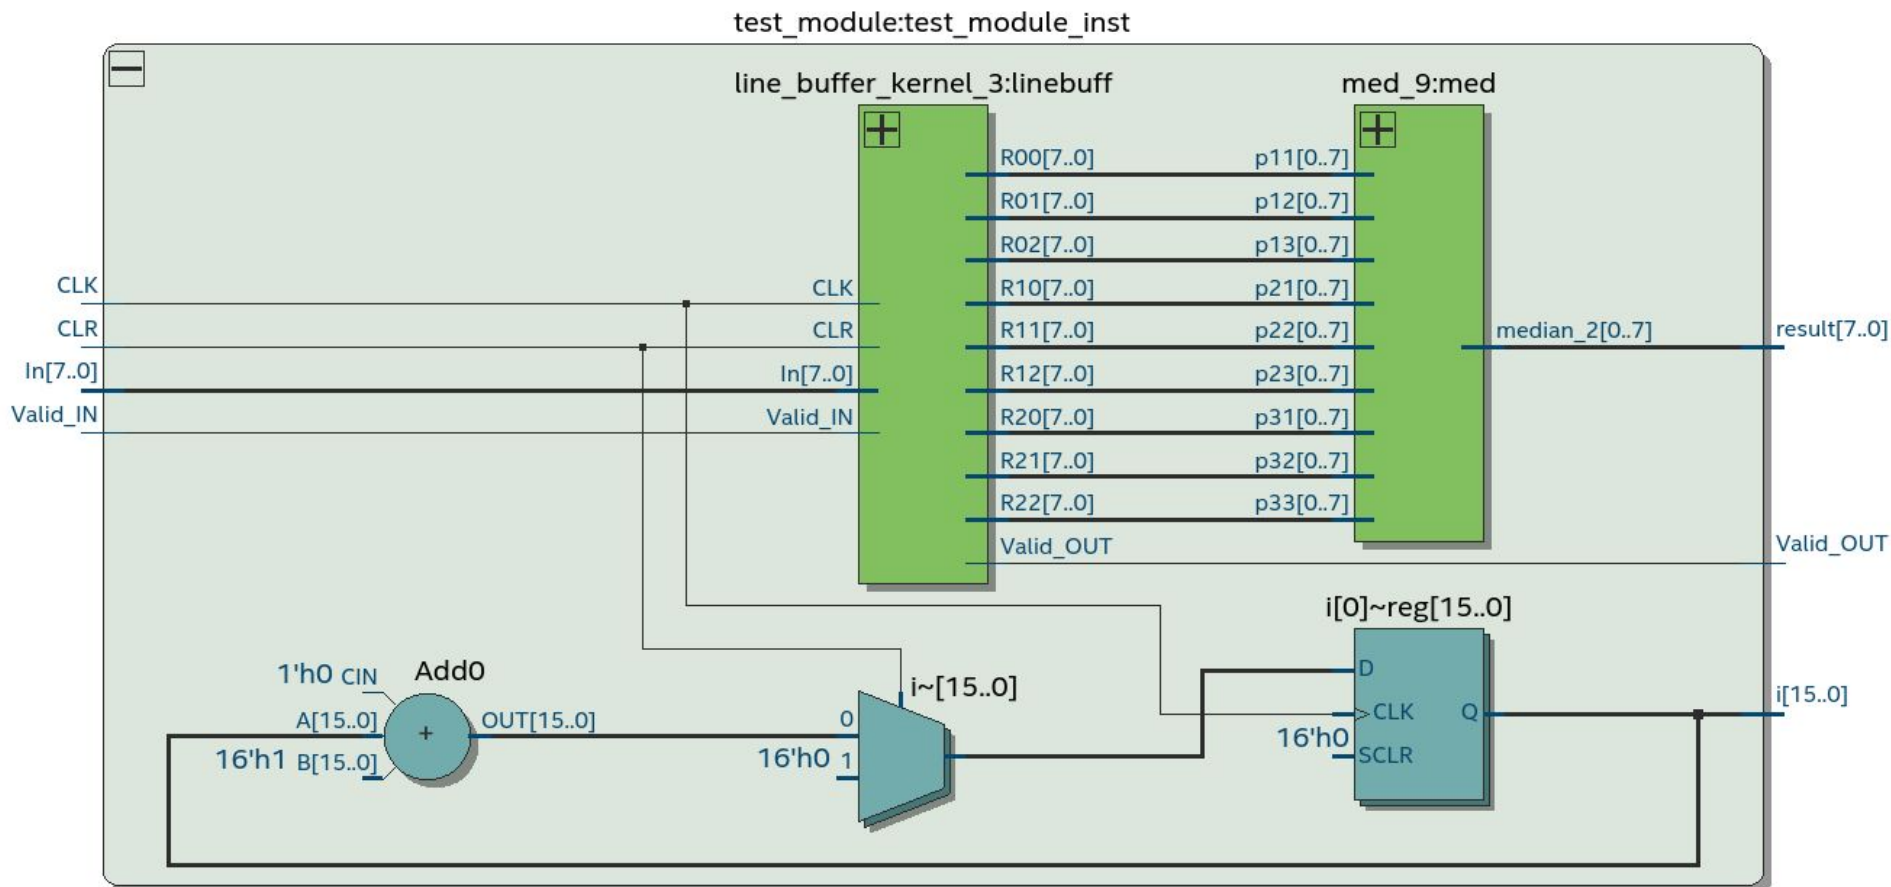 test_module:test_module_inst
line_buffer_kernel_3:linebuff
med_9:med
R00[7..0]
p11[0..7]
R01[7..0]
p12[0..7]
R02[7..0]
p13[0..7]
CLK
CLK
R10[7..0]
p21[0..7]
CLR
CLR
R11[7..0]
p22[0..7]
median_2[0..7]
result[7..0]
In[7..0]
In[7..0]
R12[7..0]
p23[0..7]
Valid_IN
Valid_IN
R20[7..0]
p31[0..7]
R21[7..0]
p32[0..7]
R22[7..0]
p33[0..7]
Valid_OUT
Valid_OUT
i[0]~reg[15..0]
1'h0 CIN
Add0
+
A[15..0]
OUT[15..0]
16'h1 B[15..0]
i~[15..0]
0
16'h0 1
D
CLK
Q
i[15..0]
16'h0
SCLR